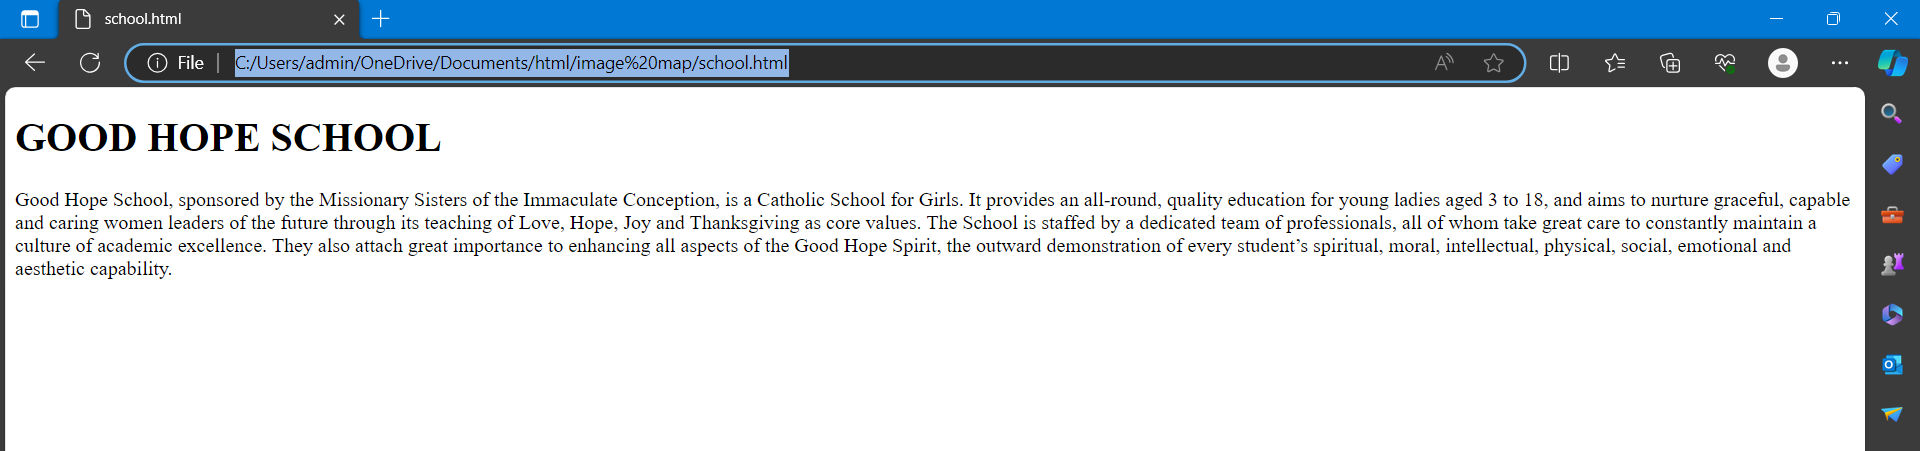 school.html
File
C:/Users/admin/OneDrive/Documents/html/image%20map/school.html
GOOD HOPE SCHOOL
Good Hope School, sponsored by the Missionary Sisters of the Immaculate Conception, is a Catholic School for Girls. It provides an all-round, quality education for young ladies aged 3 to 18, and aims to nurture graceful, capable
and caring women leaders of the future through its teaching of Love, Hope, Joy and Thanksgiving as core values. The School is staffed by a dedicated team of professionals, all of whom take great care to constantly maintain a
culture of academic excellence. They also attach great importance to enhancing all aspects of the Good Hope Spirit, the outward demonstration of every student’s spiritual, moral, intellectual, physical, social, emotional and
aesthetic capability.